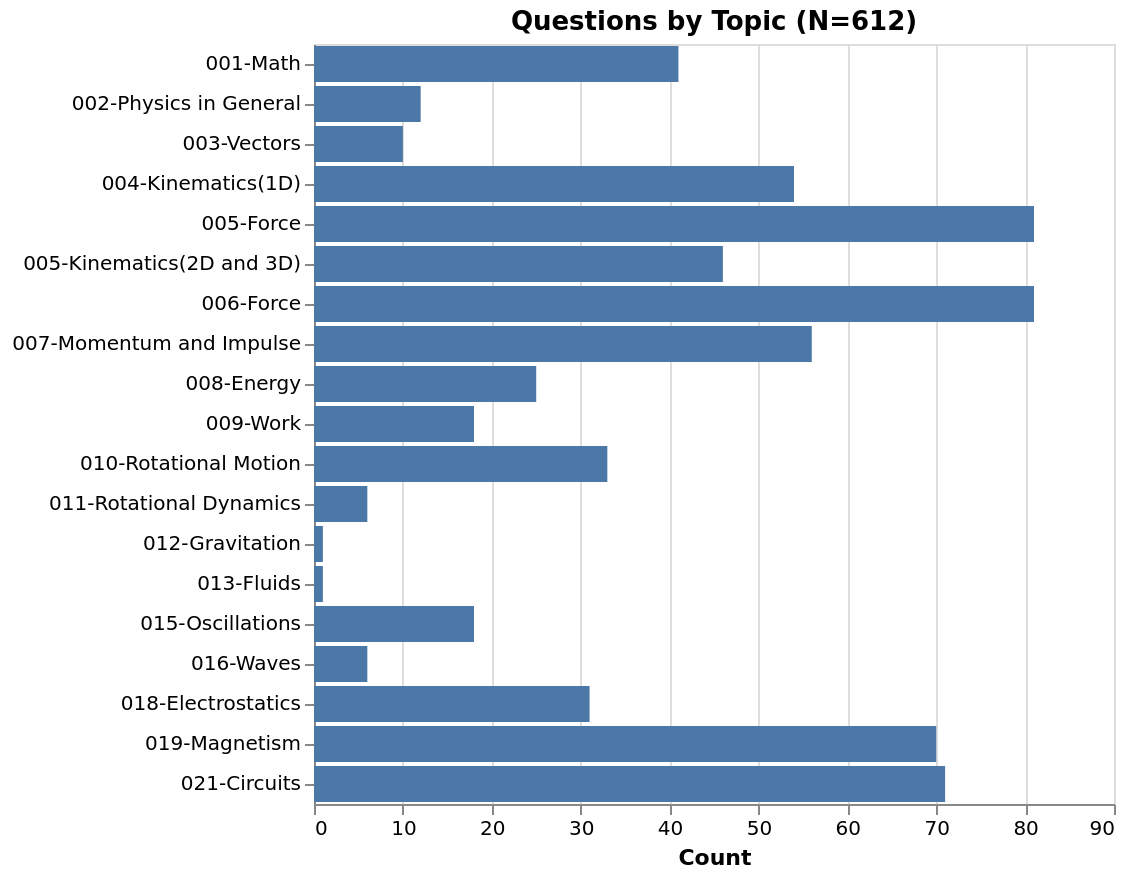 Questions by Topic (N=612)
001-Math
002-Physics in General
003-Vectors
004-Kinematics(1D)
005-Force
005-Kinematics(2D and 3D)
006-Force
007-Momentum and Impulse
008-Energy
009-Work
010-Rotational Motion
011-Rotational Dynamics
012-Gravitation
013-Fluids
015-Oscillations
016-Waves
018-Electrostatics
019-Magnetism
021-Circuits
0 10 20 30 40 50 60 70 80 90
Count